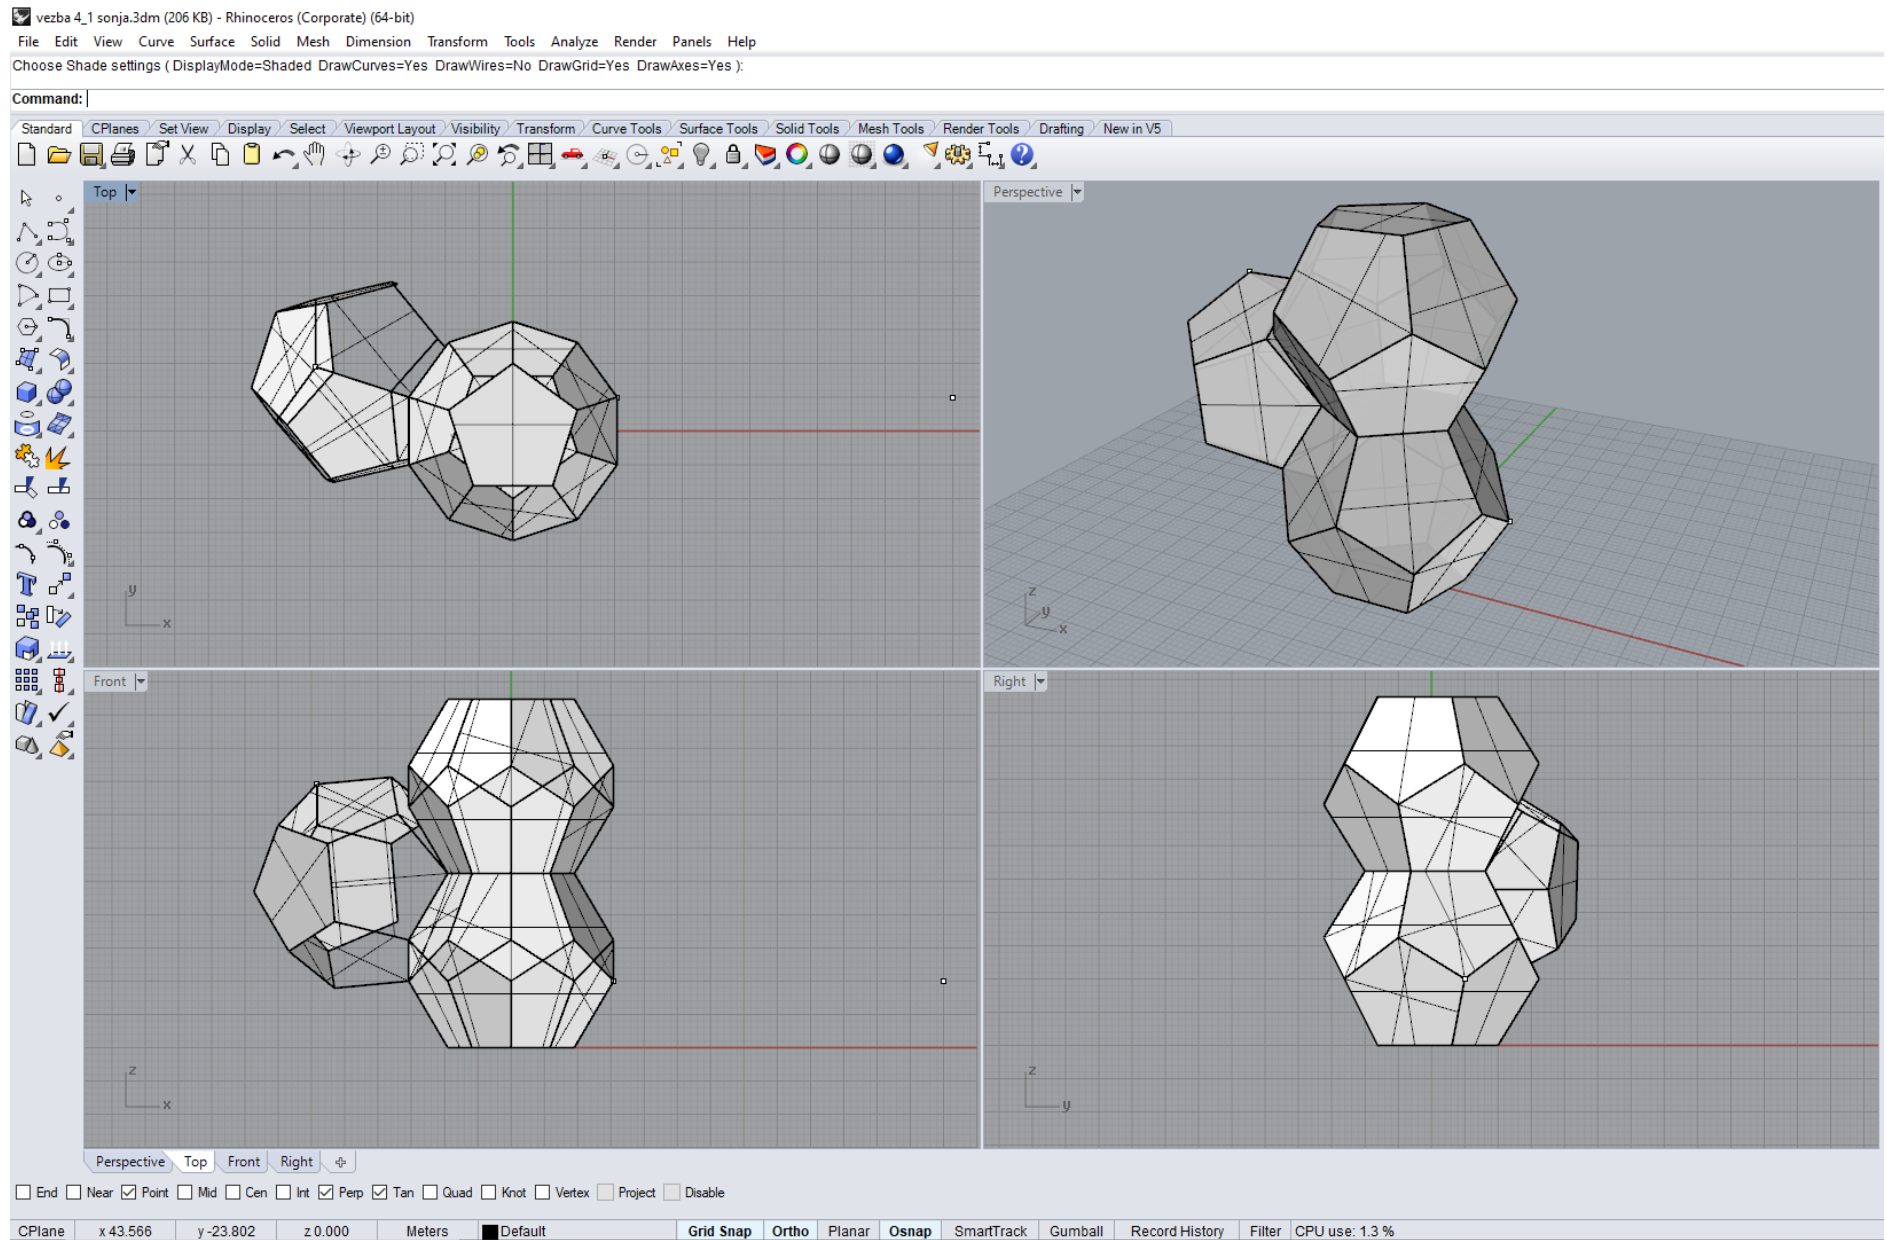 vezba 4_1 sonja.3dm (206 KB) - Rhinoceros (Corporate) (64-bit)
File Edit View Curve Surface Solid Mesh Dimension Transform Tools Analyze Render Panels Help
Choose Shade settings ( DisplayMode=Shaded DrawCurves=Yes DrawWires=No DrawGrid=Yes DrawAxes=Yes ):
Command:
Standard CPlanes Set View Display Select Viewport Layout Visibility Transform Curve Tools Surface Tools Solid Tools Mesh Tools Render Tools Drafting New in V5
Top
y
x
Perspective
z
y
x
Front
z
x
Right
z
y
Perspective Top Front Right
End Near Point Mid Cen Int Perp Tan Quad Knot Vertex Project Disable
CPlane x 43.566 y -23.802 z 0.000 Meters Default Grid Snap Ortho Planar Osnap SmartTrack Gumball Record History Filter CPU use: 1.3 %